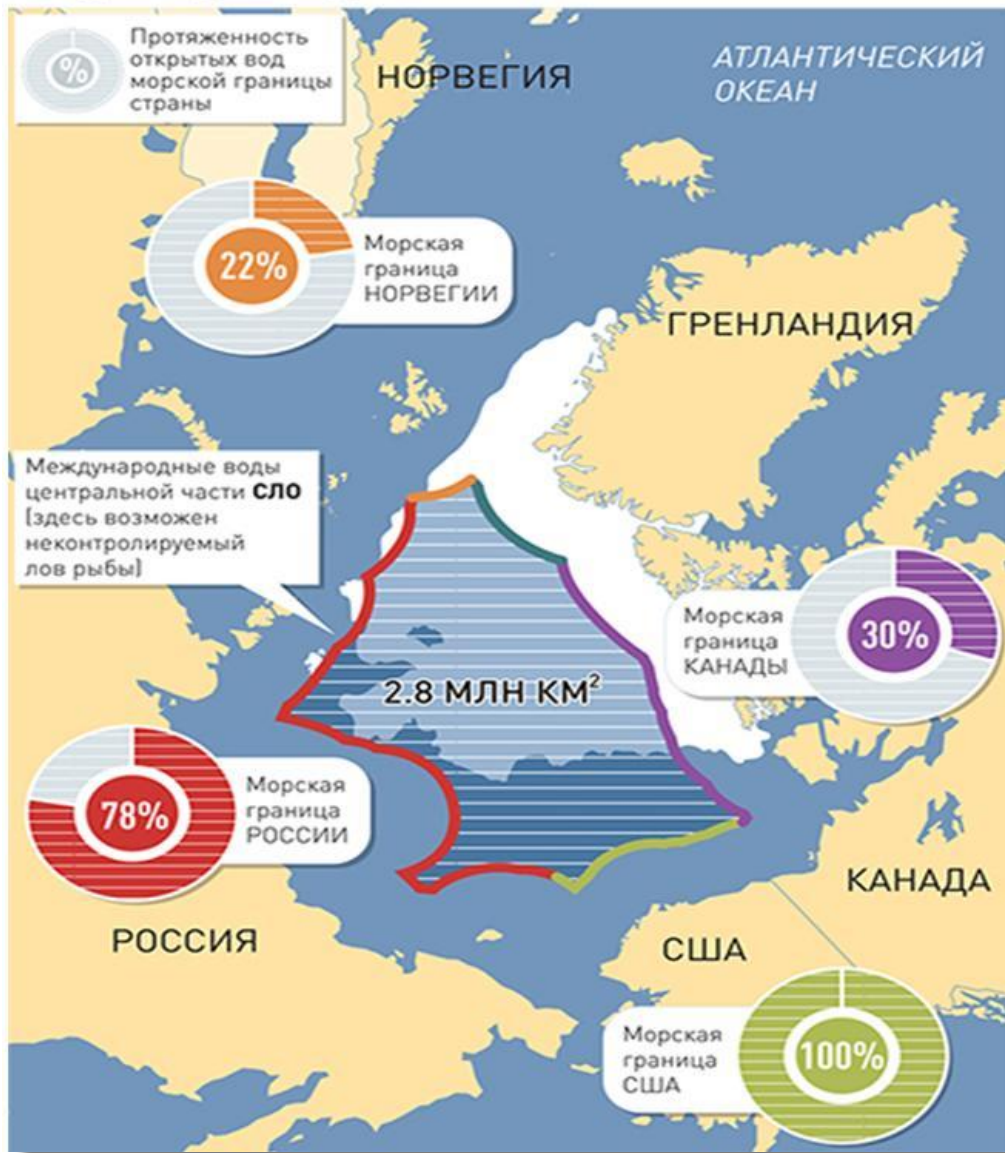 %
Протяженность
открытых вод
морской границы
страны
НОРВЕГИЯ
АТЛАНТИЧЕСКИЙ
ОКЕАН
22%
Морская
граница
НОРВЕГИИ
ГРЕНЛАНДИЯ
Международные воды
центральной части СЛО
(здесь возможен
неконтролируемый
лов рыбы)
Морская
граница
КАНАДЫ
30%
2.8 МЛН КМ²
78%
Морская
граница
РОССИИ
КАНАДА
РОССИЯ
США
Морская
граница
США
100%